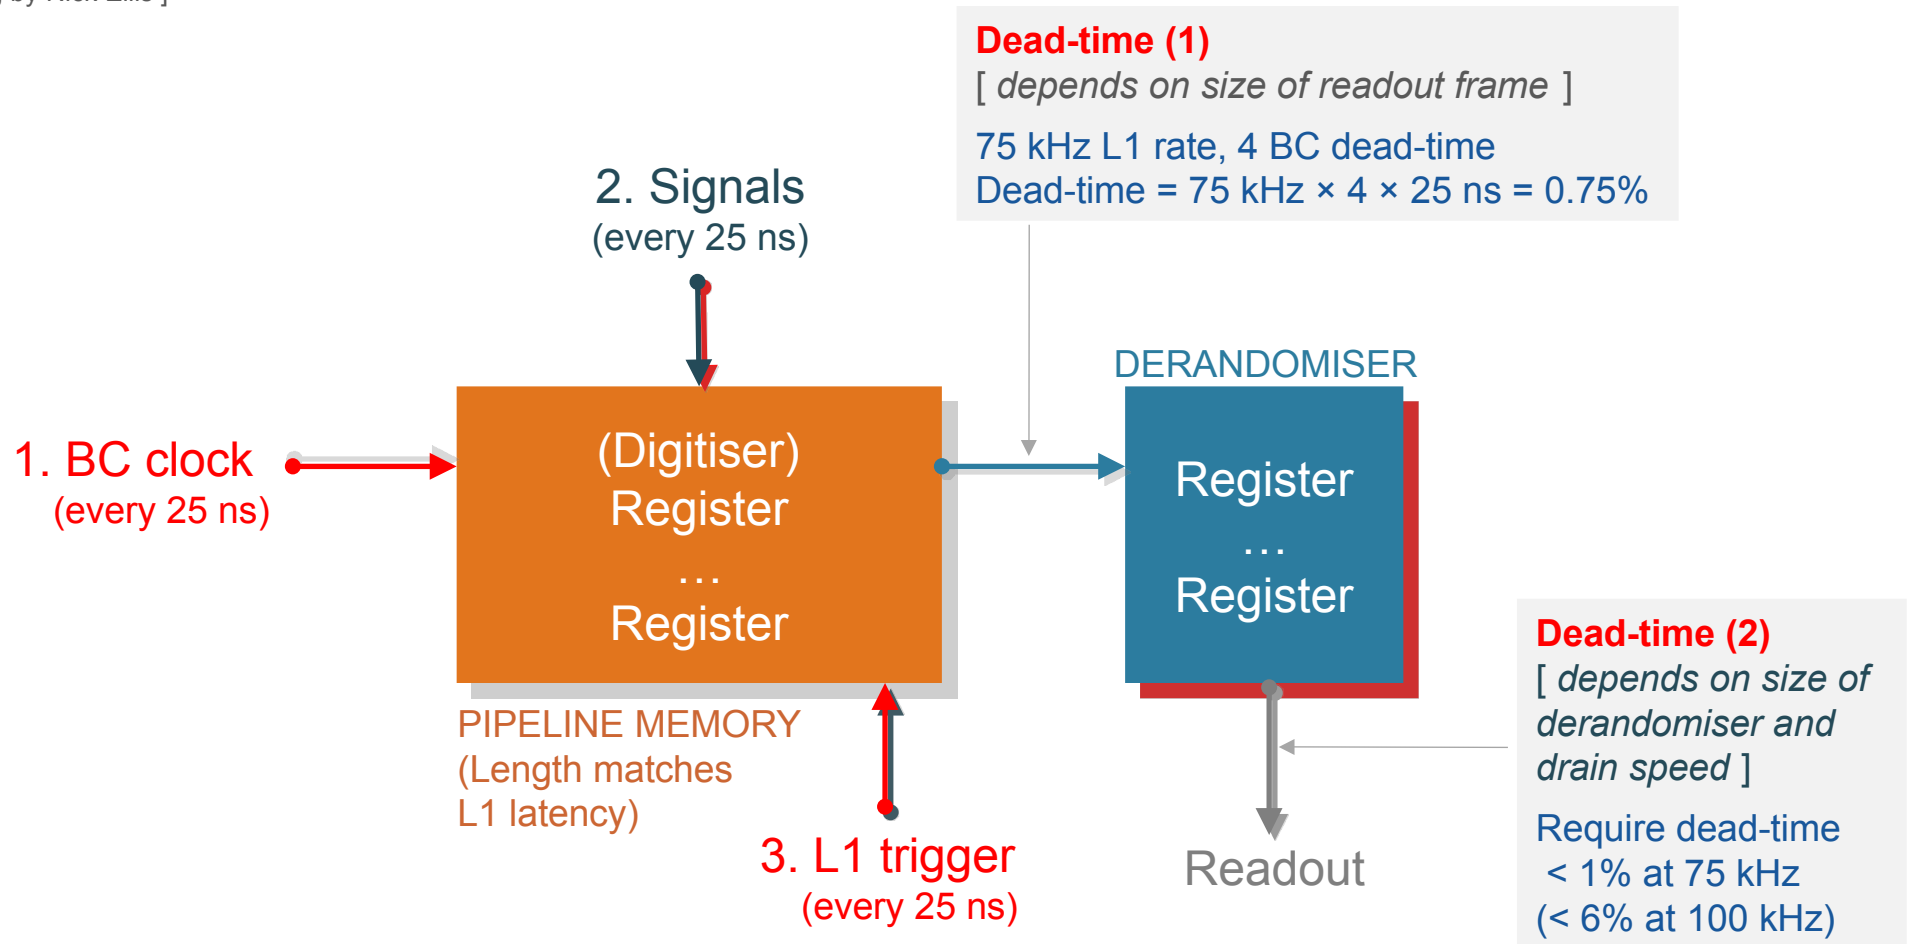 by Nick Ellis ]
Dead-time (1)
[ depends on size of readout frame ]
75 kHz L1 rate, 4 BC dead-time
Dead-time = 75 kHz × 4 × 25 ns = 0.75%
2. Signals
(every 25 ns)
DERANDOMISER
1. BC clock
(every 25 ns)
(Digitiser)
Register
...
Register
Register
...
Register
PIPELINE MEMORY
(Length matches
L1 latency)
3. L1 trigger
(every 25 ns)
Readout
Dead-time (2)
[ depends on size of
derandomiser and
drain speed ]
Require dead-time
< 1% at 75 kHz
(< 6% at 100 kHz)